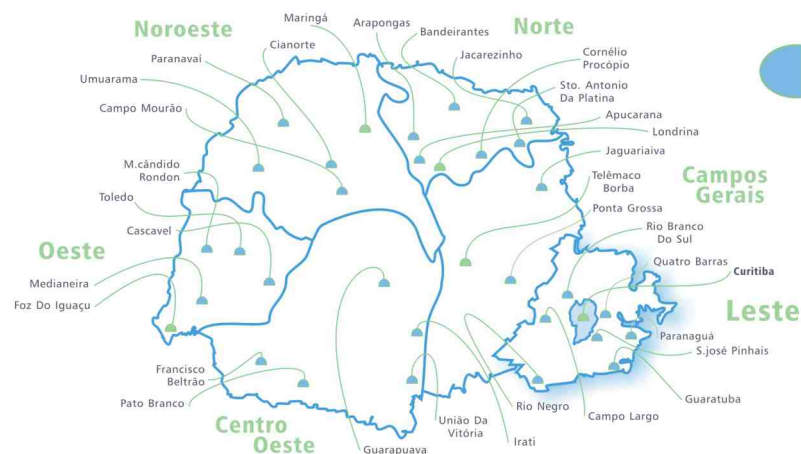 Noroeste
Maringá
Arapongas
Bandeirantes
Norte
Cianorte
Jacarezinho
Paranavaí
Cornélio
Procópio
Umuarama
Sto. Antonio
Da Platina
Campo Mourão
Apucarana
Londrina
Jaguariaiva
M.cândido
Rondon
Telêmaco
Borba
Campos
Gerais
Toledo
Ponta Grossa
Cascavel
Rio Branco
Do Sul
Oeste
Quatro Barras
Curitiba
Medianeira
Foz Do Iguaçu
Leste
Paranaguá
S.josé Pinhais
Francisco
Beltrão
Guaratuba
Pato Branco
Rio Negro
Campo Largo
Centro
Oeste
União Da
Vitória
Irati
Guarapuava